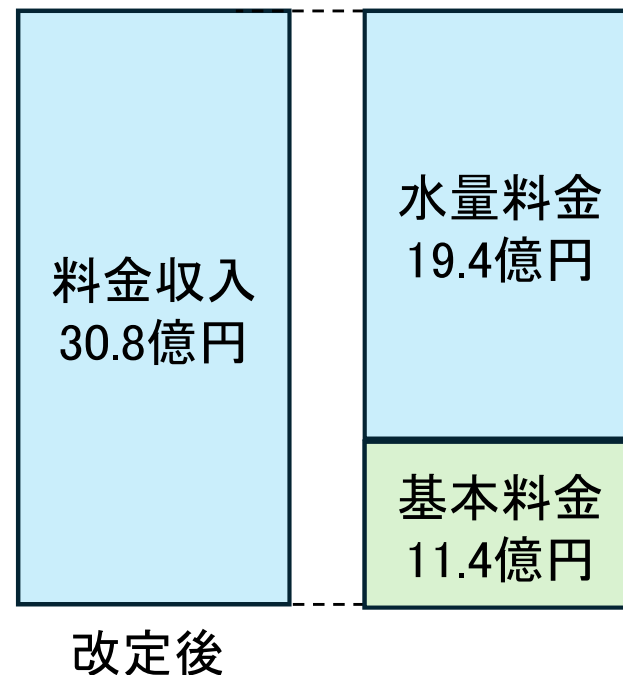 料金収入
30.8億円
水量料金
19.4億円
基本料金
11.4億円
改定後